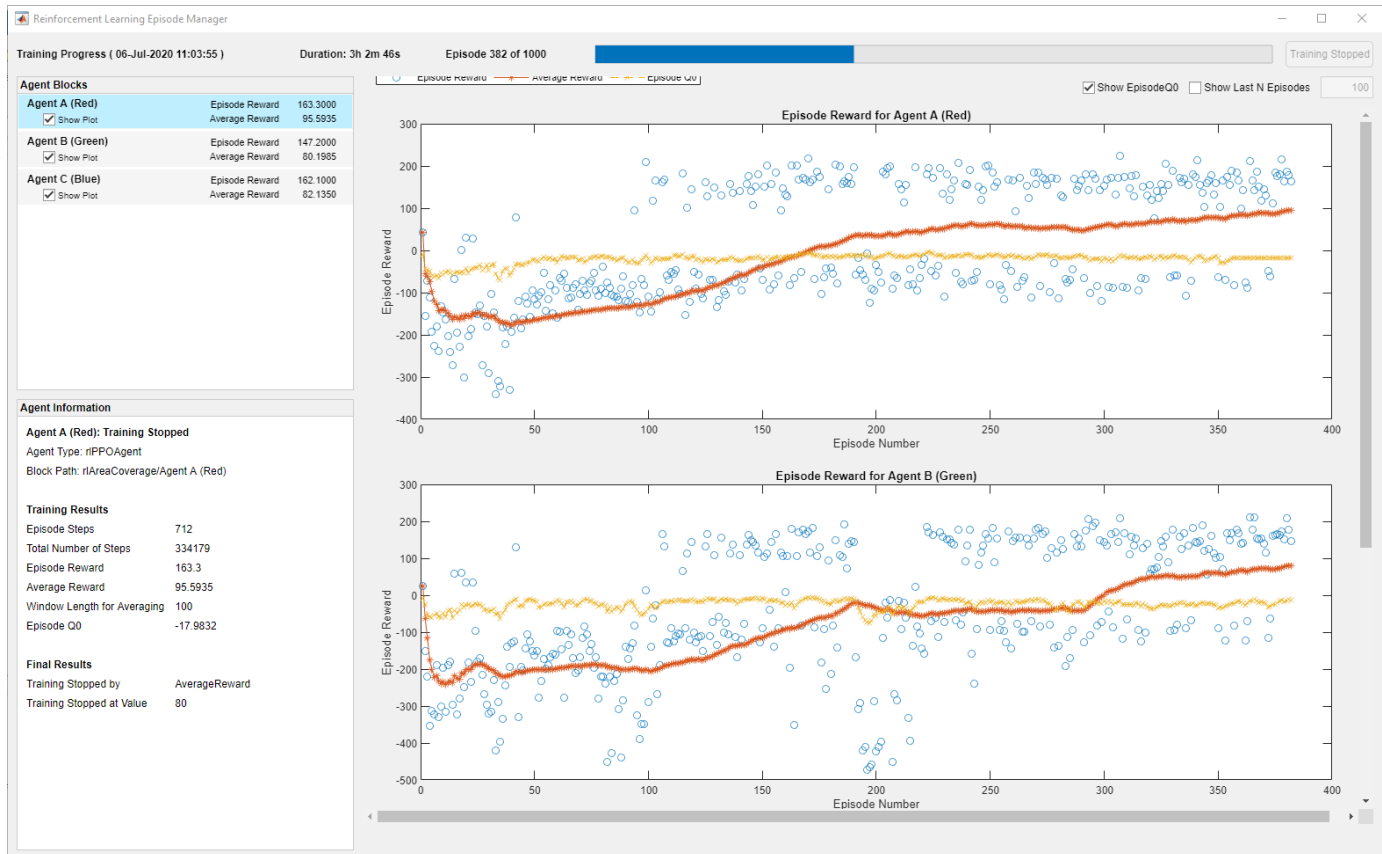 Reinforcement Learning Episode Manager
Training Progress ( 06-Jul-2020 11:03:55 ) Duration: 3h 2m 46s Episode 382 of 1000 Training Stopped
Agent Blocks
Agent A (Red) Episode Reward 163.3000
Show Plot Average Reward 95.5935
Agent B (Green) Episode Reward 147.2000
Show Plot Average Reward 80.1985
Agent C (Blue) Episode Reward 162.1000
Show Plot Average Reward 82.1350
Agent Information
Agent A (Red): Training Stopped
Agent Type: rlPPOAgent
Block Path: rlAreaCoverage/Agent A (Red)
Training Results
Episode Steps 712
Total Number of Steps 334179
Episode Reward 163.3
Average Reward 95.5935
Window Length for Averaging 100
Episode Q0 -17.9832
Final Results
Training Stopped by AverageReward
Training Stopped at Value 80
Episode Reward Average Reward Episode Q0
Show EpisodeQ0 Show Last N Episodes 100
Episode Reward for Agent A (Red)
300
200
100
0
-100
-200
-300
-400
Episode Reward
0 50 100 150 200 250 300 350 400
Episode Number
Episode Reward for Agent B (Green)
300
200
100
0
-100
-200
-300
-400
-500
Episode Reward
0 50 100 150 200 250 300 350 400
Episode Number